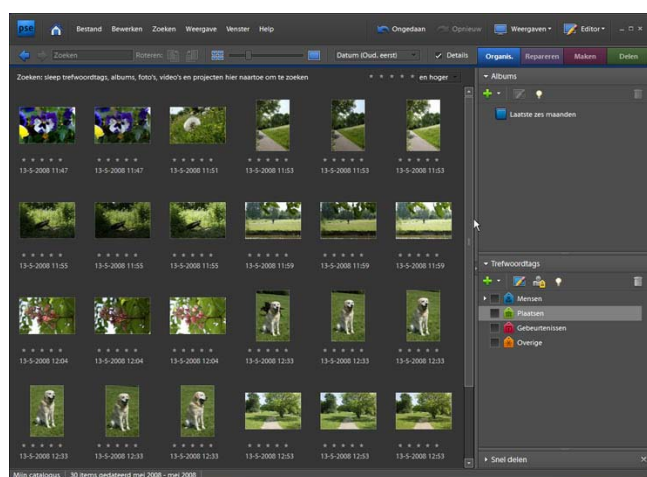 pse Bestand Bewerken Zoeken Weergave Venster Help Ongedaan Opnieuw Weergaven Editor
Zoeken Roteren: Datum (Oud. eerst) Details Organis. Repareren Maken Delen
Zoeken: sleep trefwoordtags, albums, foto's, video's en projecten hier naartoe om te zoeken en hoger
Albums
Laatste zes maanden
13-5-2008 11:47 13-5-2008 11:47 13-5-2008 11:51 13-5-2008 11:53 13-5-2008 11:53 13-5-2008 11:53
13-5-2008 11:55 13-5-2008 11:55 13-5-2008 11:55 13-5-2008 11:59 13-5-2008 11:59 13-5-2008 11:59
Trefwoordtags
Mensen
Plaatsen
Gebeurtenissen
Overige
13-5-2008 12:04 13-5-2008 12:04 13-5-2008 12:04 13-5-2008 12:33 13-5-2008 12:33 13-5-2008 12:33
13-5-2008 12:33 13-5-2008 12:33 13-5-2008 12:33 13-5-2008 12:53 13-5-2008 12:53 13-5-2008 12:53
Snel delen
Mijn catalogus 30 items gedateerd mei 2008 - mei 2008